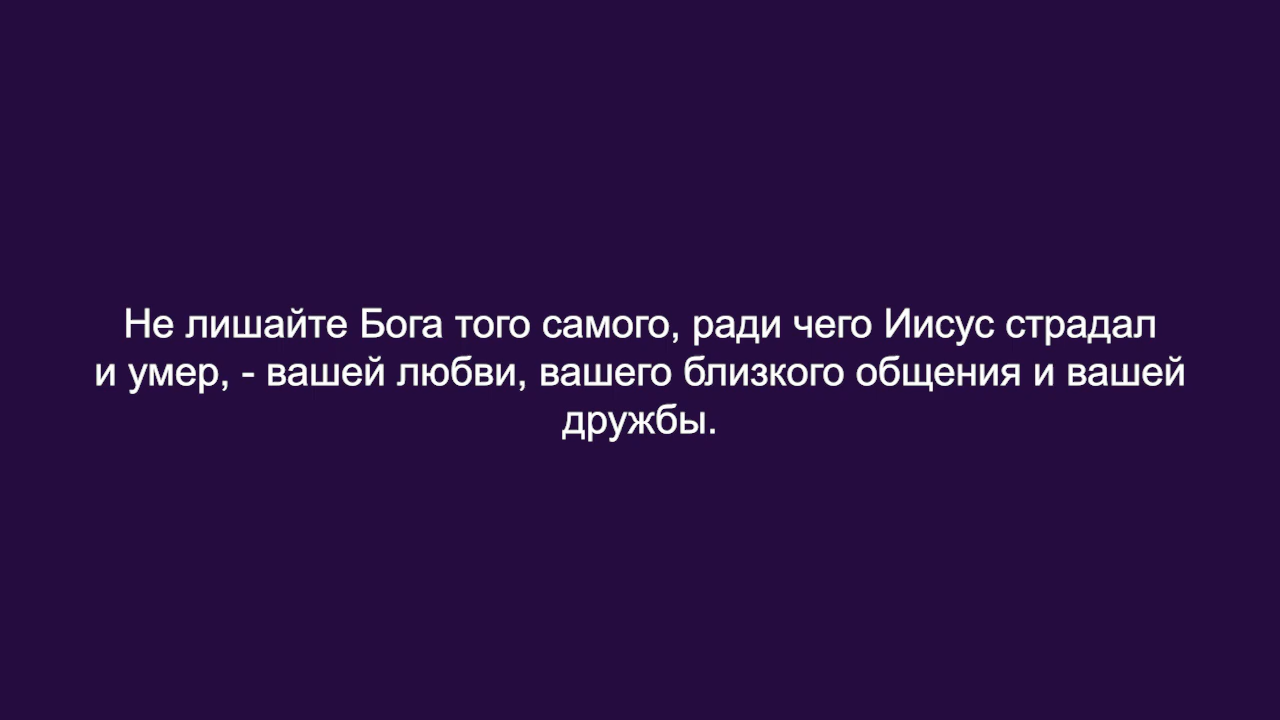 Не лишайте Бога того самого, ради чего Иисус страдал
и умер, - вашей любви, вашего близкого общения и вашей
дружбы.